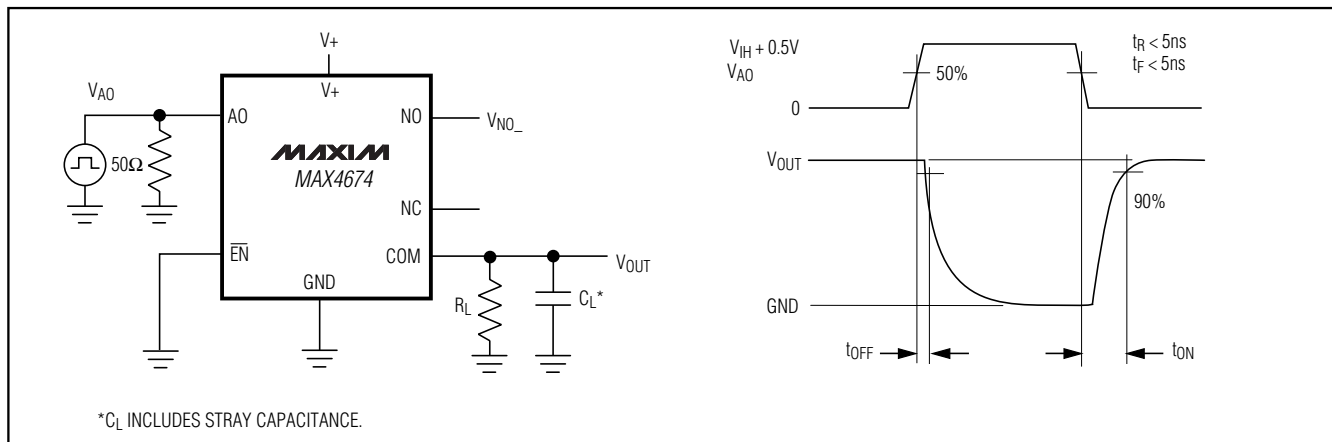 V+
V+
VAO
AO
NO
VNO_
50Ω
MAXIM
MAX4674
NC
EN
COM
VOUT
GND
RL
CL*
*CL INCLUDES STRAY CAPACITANCE.
VIH + 0.5V
VAO
0
50%
tR < 5ns
tF < 5ns
VOUT
90%
GND
tOFF
tON